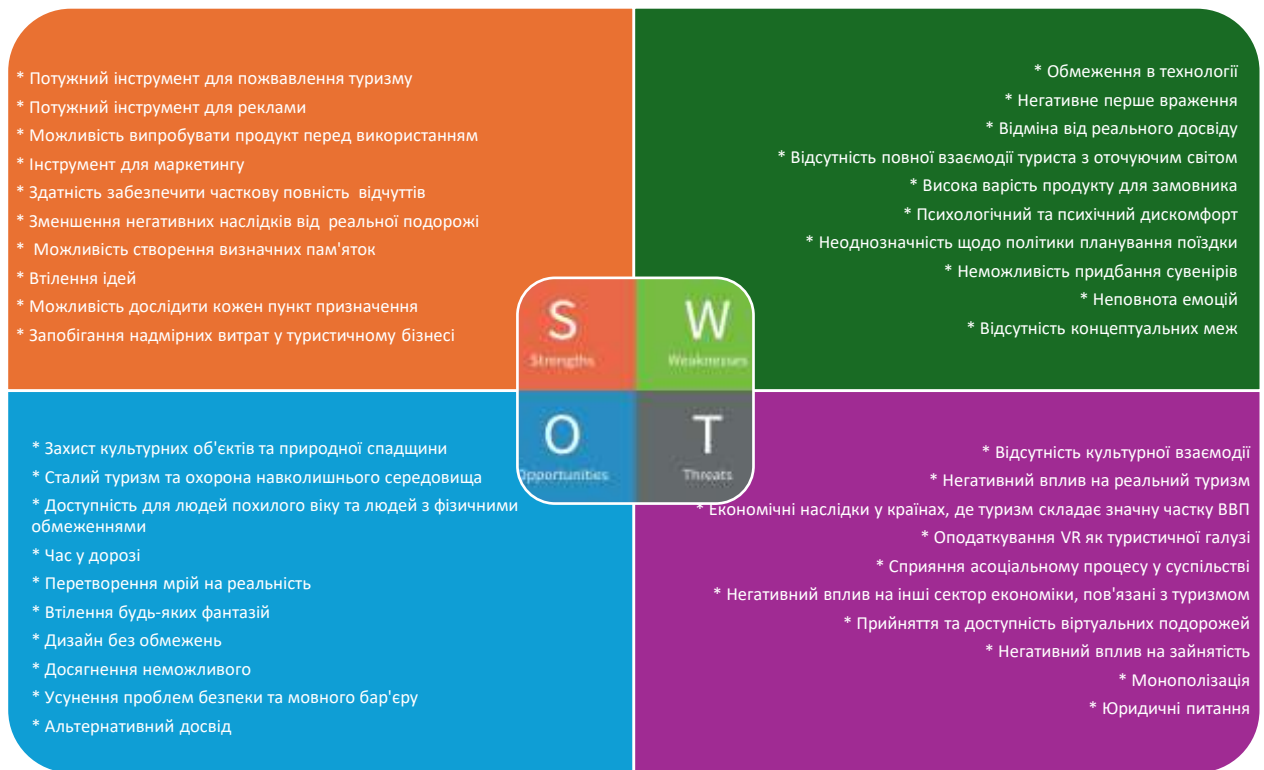 * Потужний інструмент для пожвавлення туризму
* Потужний інструмент для реклами
* Можливість випробувати продукт перед використанням
* Інструмент для маркетингу
* Здатність забезпечити часткову повність відчуттів
* Зменшення негативних наслідків від реальної подорожі
* Можливість створення визначних пам'яток
* Втілення ідей
* Можливість дослідити кожен пункт призначення
* Запобігання надмірних витрат у туристичному бізнесі
* Обмеження в технології
* Негативне перше враження
* Відміна від реального досвіду
* Відсутність повної взаємодії туриста з оточуючим світом
* Висока варість продукту для замовника
* Психологічний та психічний дискомфорт
* Неоднозначність щодо політики планування поїздки
* Неможливість придбання сувенірів
* Неповнота емоцій
* Відсутність концептуальних меж
S
Strengths
W
Weaknesses
O
Opportunities
T
Threats
* Захист культурних об'єктів та природної спадщини
* Сталий туризм та охорона навколишнього середовища
* Доступність для людей похилого віку та людей з фізичними
обмеженнями
* Час у дорозі
* Перетворення мрій на реальність
* Втілення будь-яких фантазій
* Дизайн без обмежень
* Досягнення неможливого
* Усунення проблем безпеки та мовного бар'єру
* Альтернативний досвід
* Відсутність культурної взаємодії
* Негативний вплив на реальний туризм
* Економічні наслідки у країнах, де туризм складає значну частку ВВП
* Оподаткування VR як туристичної галузі
* Сприяння асоціальному процесу у суспільстві
* Негативний вплив на інші сектор економіки, пов'язані з туризмом
* Прийняття та доступність віртуальних подорожей
* Негативний вплив на зайнятість
* Монополізація
* Юридичні питання